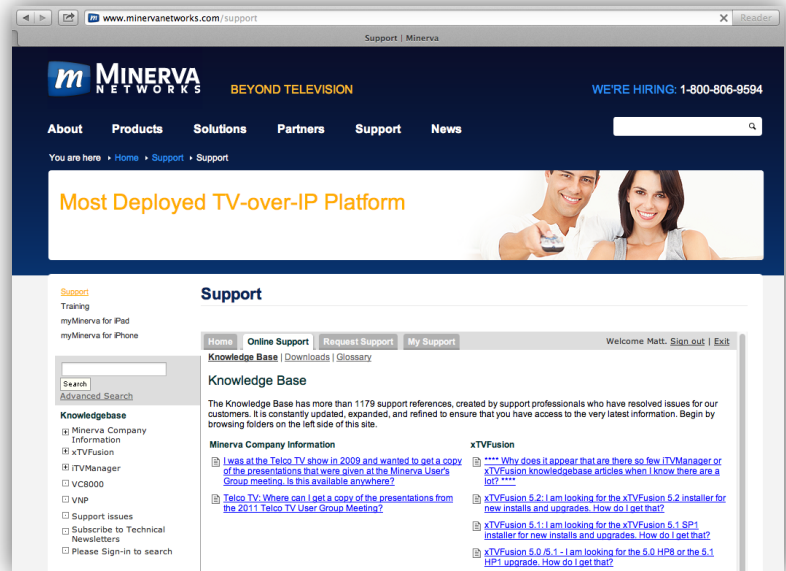 www.minervanetworks.com/support
Reader
Support | Minerva
m MINERVA
NETWORKS
BEYOND TELEVISION
WE'RE HIRING: 1-800-806-9594
About Products Solutions Partners Support News
You are here Home Support Support
Most Deployed TV-over-IP Platform
Support
Training
myMinerva for iPad
myMinerva for iPhone
Search
Advanced Search
Knowledgebase
Minerva Company
Information
xTVFusion
iTVManager
VC8000
VNP
Support issues
Subscribe to Technical
Newsletters
Please Sign-in to search
Support
Home Online Support Request Support My Support
Welcome Matt. Sign out | Exit
Knowledge Base | Downloads | Glossary
Knowledge Base
The Knowledge Base has more than 1179 support references, created by support professionals who have resolved issues for our
customers. It is constantly updated, expanded, and refined to ensure that you have access to the very latest information. Begin by
browsing folders on the left side of this site.
Minerva Company Information
I was at the Telco TV show in 2009 and wanted to get a copy
of the presentations that were given at the Minerva User's
Group meeting. Is this available anywhere?
Telco TV: Where can I get a copy of the presentations from
the 2011 Telco TV User Group Meeting?
xTVFusion
**** Why does it appear that are there so few iTVManager or
xTVFusion knowledgebase articles when I know there are a
lot? ****
xTVFusion 5.2: I am looking for the xTVFusion 5.2 installer for
new installs and upgrades. How do I get that?
xTVFusion 5.1: I am looking for the xTVFusion 5.1 SP1
installer for new installs and upgrades. How do I get that?
xTVFusion 5.0 /5.1 - I am looking for the 5.0 HP8 or the 5.1
HP1 upgrade. How do I get that?